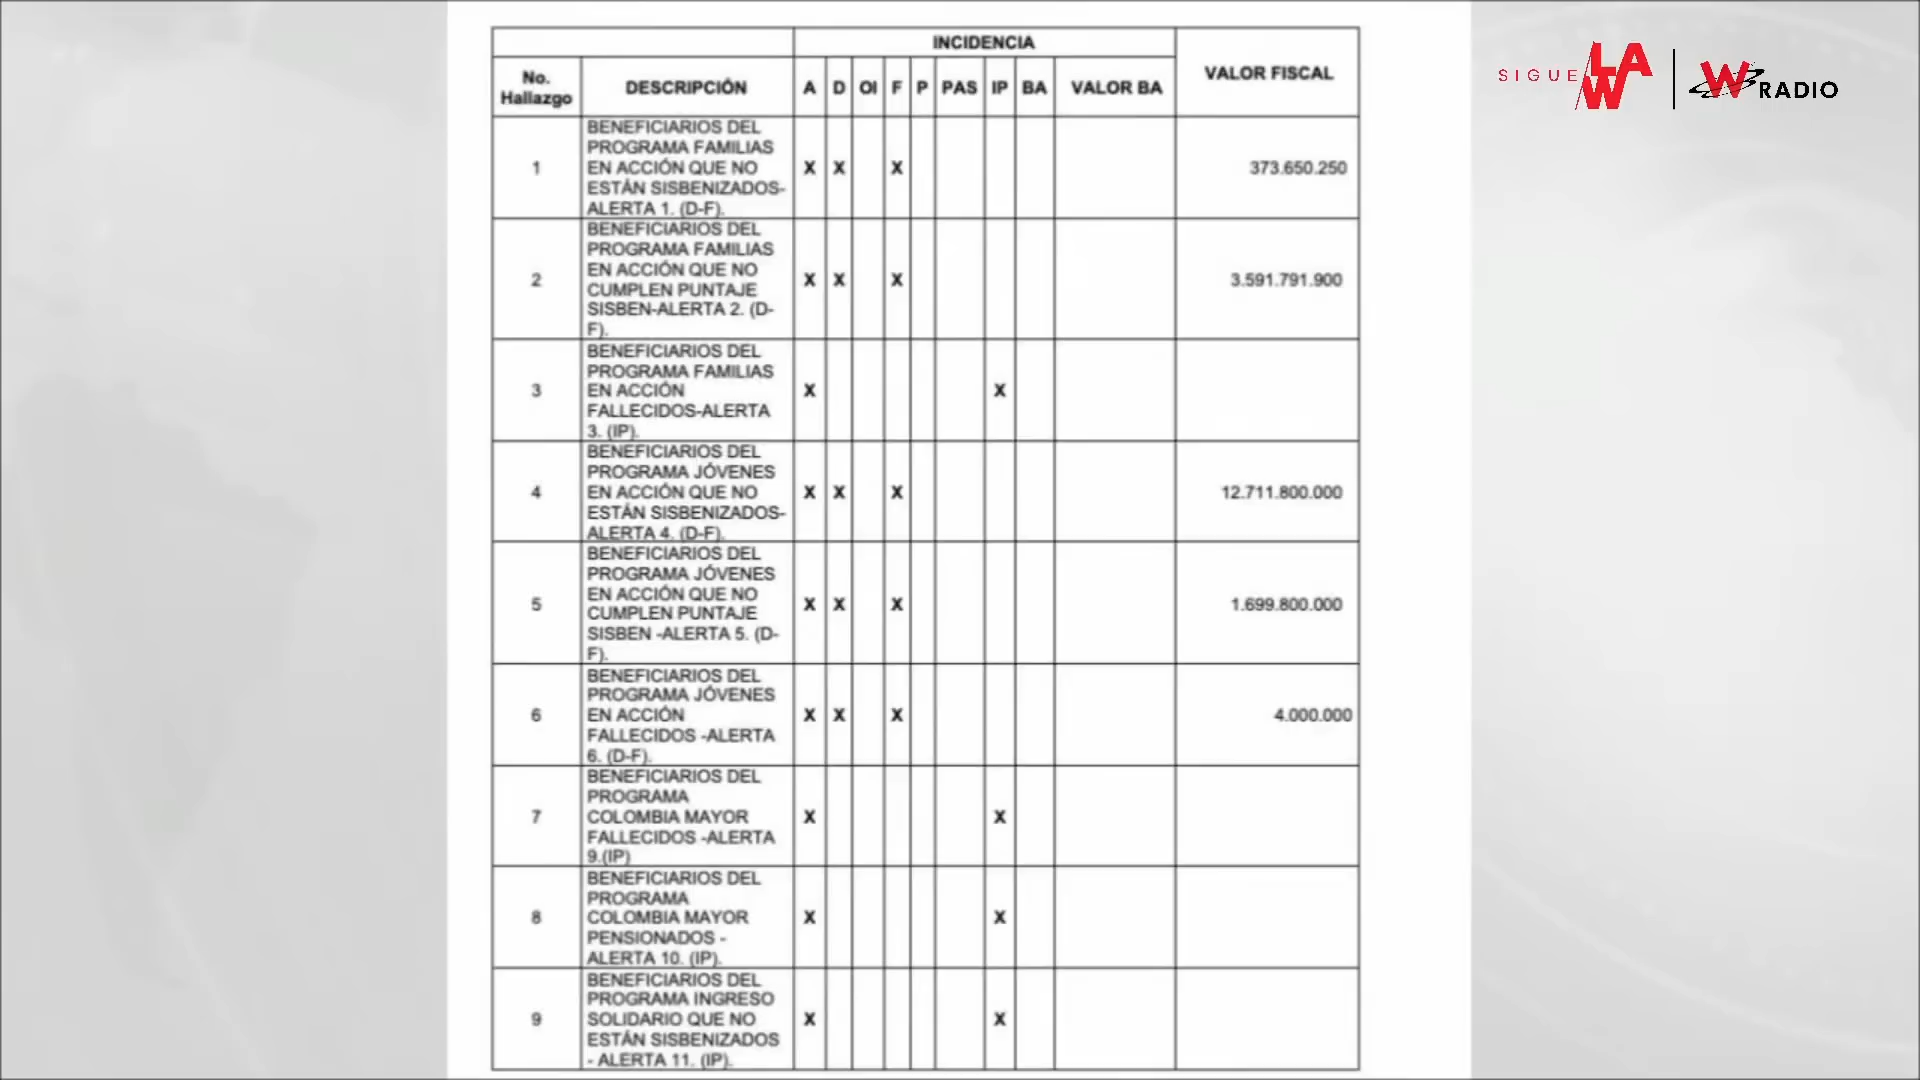 INCIDENCIA
No. Hallazgo
DESCRIPCIÓN
A D OI F P PAS IP BA VALOR BA
VALOR FISCAL
SIGUE LA W
W RADIO
1
BENEFICIARIOS DEL
PROGRAMA FAMILIAS
EN ACCIÓN QUE NO
ESTÁN SISBENIZADOS-
ALERTA 1. (D-F).
X X X
373.650.250
2
BENEFICIARIOS DEL
PROGRAMA FAMILIAS
EN ACCIÓN QUE NO
CUMPLEN PUNTAJE
SISBEN-ALERTA 2. (D-
F).
X X X
3.591.791.900
3
BENEFICIARIOS DEL
PROGRAMA FAMILIAS
EN ACCIÓN
FALLECIDOS-ALERTA
3. (IP).
X X
4
BENEFICIARIOS DEL
PROGRAMA JÓVENES
EN ACCIÓN QUE NO
ESTÁN SISBENIZADOS-
ALERTA 4. (D-F).
X X X
12.711.800.000
5
BENEFICIARIOS DEL
PROGRAMA JÓVENES
EN ACCIÓN QUE NO
CUMPLEN PUNTAJE
SISBEN -ALERTA 5. (D-
F).
X X X
1.699.800.000
6
BENEFICIARIOS DEL
PROGRAMA JÓVENES
EN ACCIÓN
FALLECIDOS -ALERTA
6. (D-F).
X X X
4.000.000
7
BENEFICIARIOS DEL
PROGRAMA
COLOMBIA MAYOR
FALLECIDOS -ALERTA
9.(IP)
X X
8
BENEFICIARIOS DEL
PROGRAMA
COLOMBIA MAYOR
PENSIONADOS -
ALERTA 10. (IP).
X X
9
BENEFICIARIOS DEL
PROGRAMA INGRESO
SOLIDARIO QUE NO
ESTÁN SISBENIZADOS
- ALERTA 11. (IP).
X X